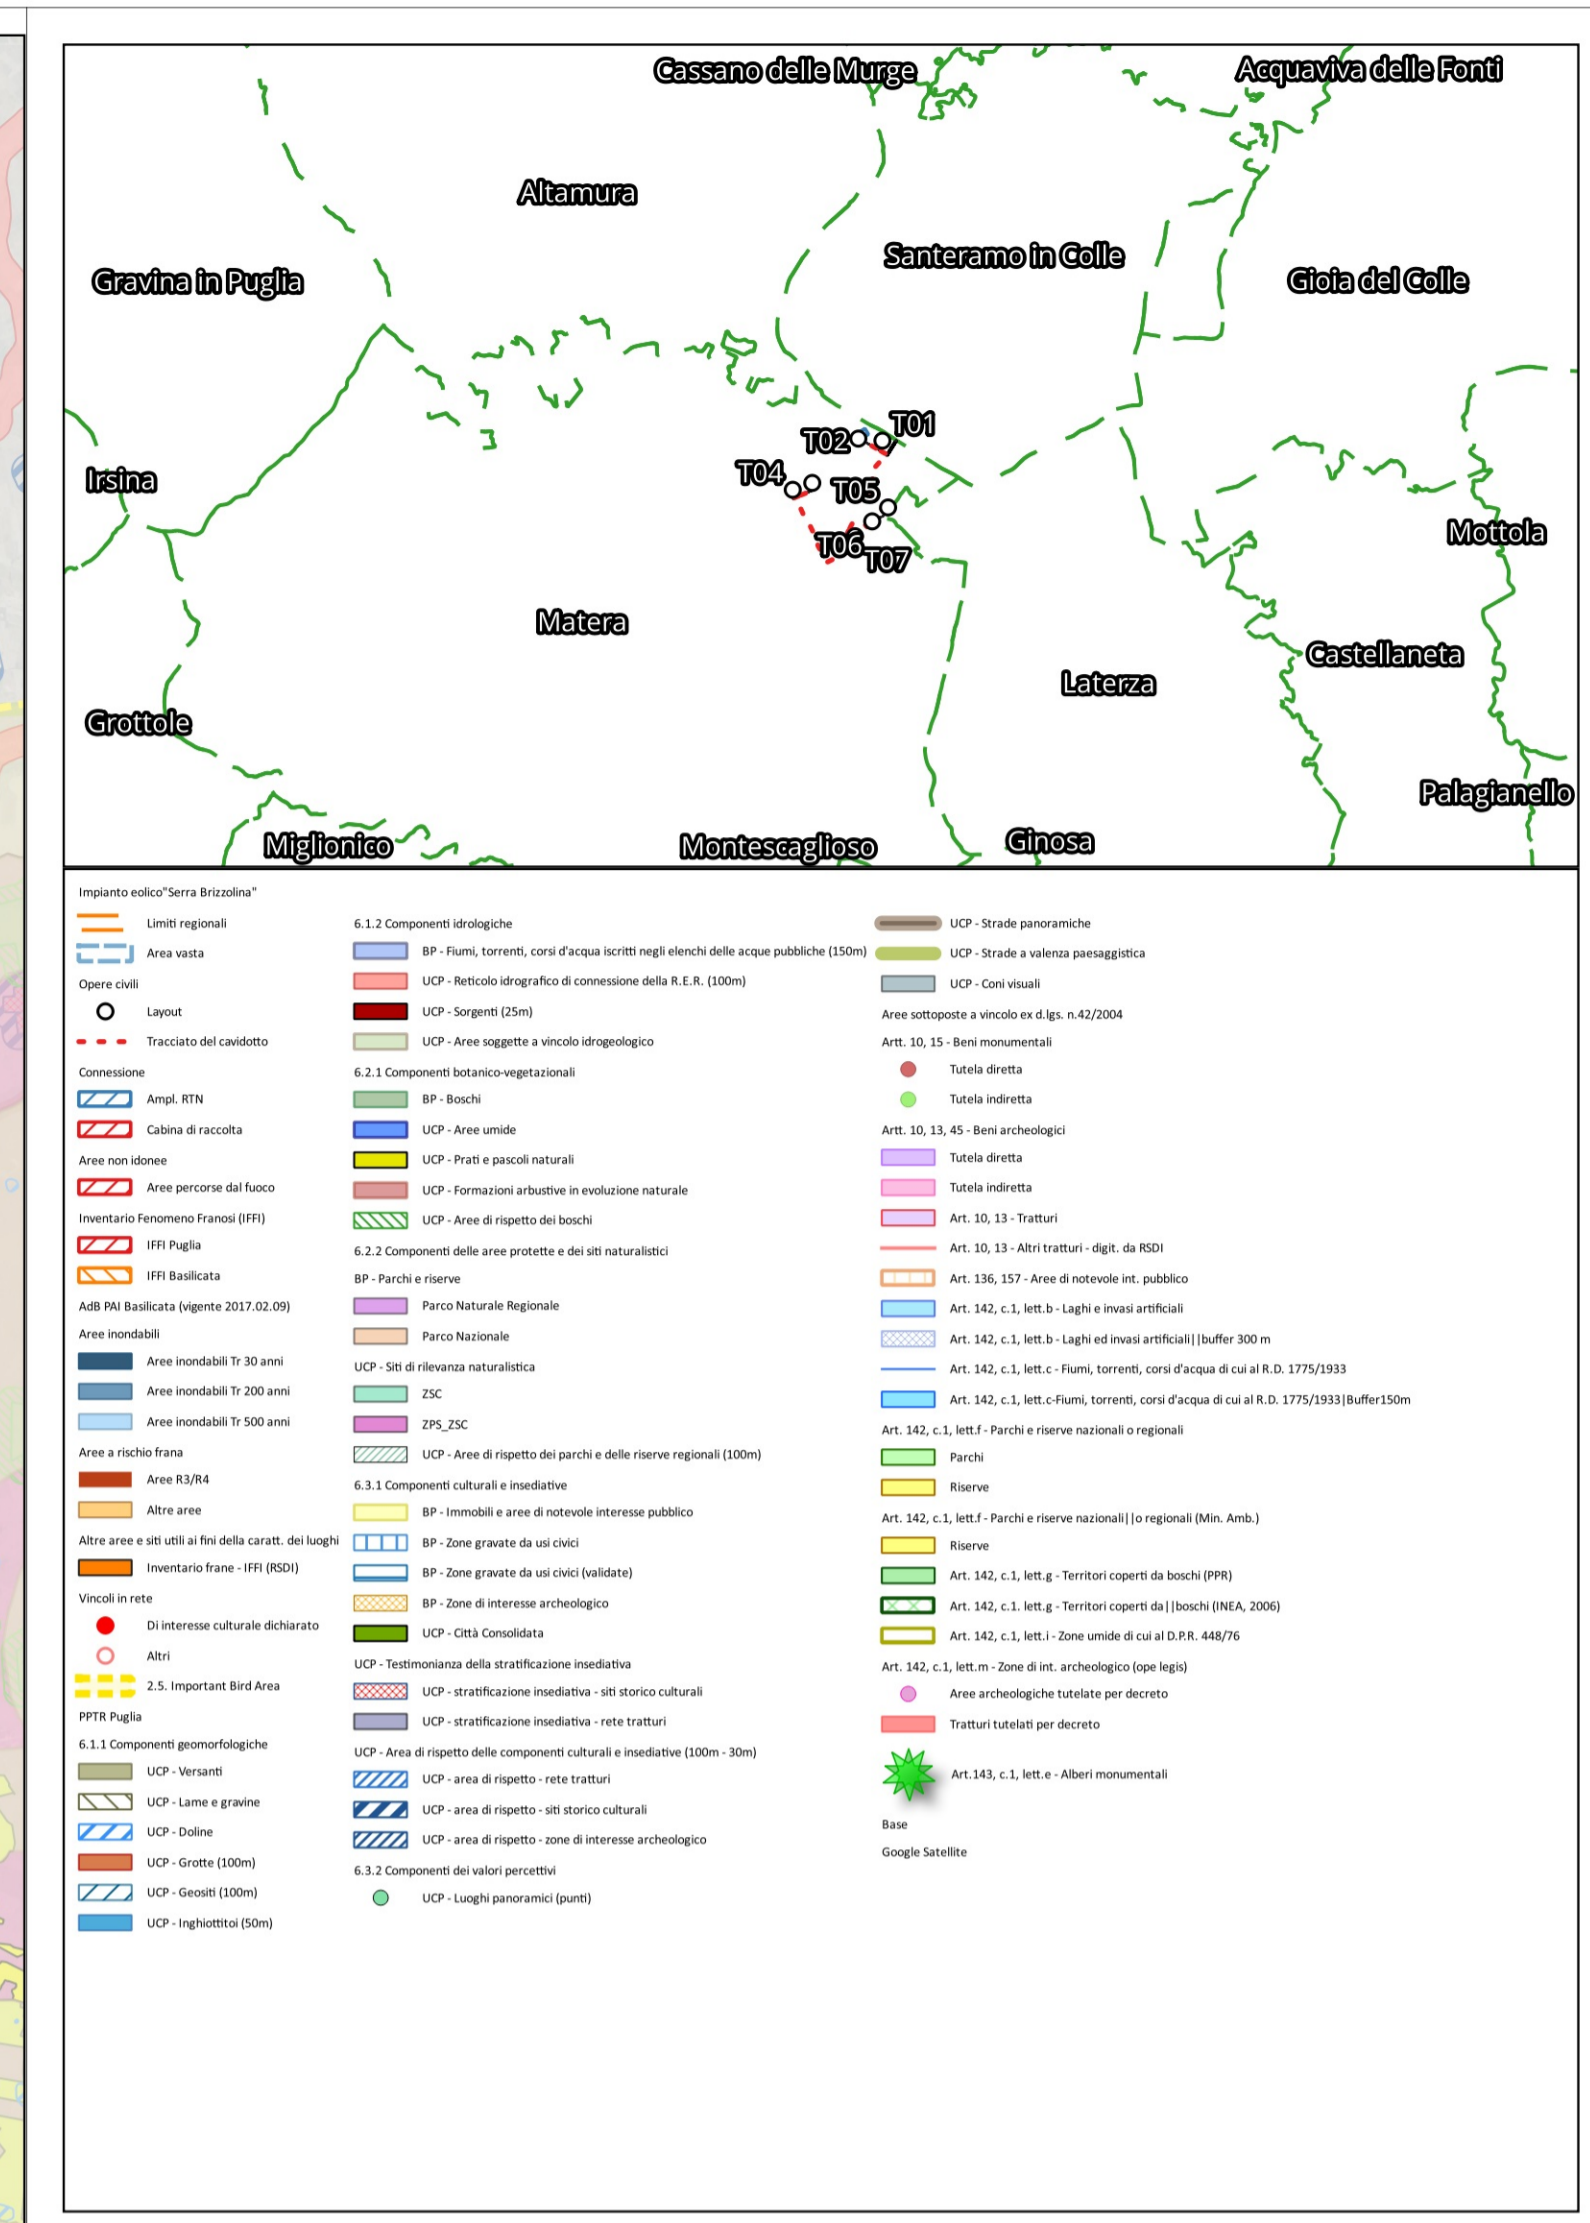 Cassano delle Murge
Acquaviva delle Fonti
Altamura
Santeramo in Colle
Gravina in Puglia
Gioia del Colle
T01
T02
T04
T05
Irsina
T06
T07
Mottola
Matera
Castellaneta
Laterza
Grottole
Palagianello
Miglionico
Montescaglioso
Ginosa
Impianto eolico"Serra Brizzolina"
Limiti regionali
Area vasta
Opere civili
Layout
Tracciato del cavidotto
Connessione
Ampl. RTN
Cabina di raccolta
Aree non idonee
Aree percorse dal fuoco
Inventario Fenomeno Franosi (IFFI)
IFFI Puglia
IFFI Basilicata
AdB PAI Basilicata (vigente 2017.02.09)
Aree inondabili
Aree inondabili Tr 30 anni
Aree inondabili Tr 200 anni
Aree inondabili Tr 500 anni
Aree a rischio frana
Aree R3/R4
Altre aree
Altre aree e siti utili ai fini della caratt. dei luoghi
Inventario frane - IFFI (RSDI)
Vincoli in rete
Di interesse culturale dichiarato
Altri
2.5. Important Bird Area
PPTR Puglia
6.1.1 Componenti geomorfologiche
UCP - Versanti
UCP - Lame e gravine
UCP - Doline
UCP - Grotte (100m)
UCP - Geositi (100m)
UCP - Inghiottitoi (50m)
6.1.2 Componenti idrologiche
BP - Fiumi, torrenti, corsi d'acqua iscritti negli elenchi delle acque pubbliche (150m)
UCP - Reticolo idrografico di connessione della R.E.R. (100m)
UCP - Sorgenti (25m)
UCP - Aree soggette a vincolo idrogeologico
6.2.1 Componenti botanico-vegetazionali
BP - Boschi
UCP - Aree umide
UCP - Prati e pascoli naturali
UCP - Formazioni arbustive in evoluzione naturale
UCP - Aree di rispetto dei boschi
6.2.2 Componenti delle aree protette e dei siti naturalistici
BP - Parchi e riserve
Parco Naturale Regionale
Parco Nazionale
UCP - Siti di rilevanza naturalistica
ZSC
ZPS_ZSC
UCP - Aree di rispetto dei parchi e delle riserve regionali (100m)
6.3.1 Componenti culturali e insediative
BP - Immobili e aree di notevole interesse pubblico
BP - Zone gravate da usi civici
BP - Zone gravate da usi civici (validate)
BP - Zone di interesse archeologico
UCP - Città Consolidata
UCP - Testimonianza della stratificazione insediativa
UCP - stratificazione insediativa - siti storico culturali
UCP - stratificazione insediativa - rete tratturi
UCP - Area di rispetto delle componenti culturali e insediative (100m - 30m)
UCP - area di rispetto - rete tratturi
UCP - area di rispetto - siti storico culturali
UCP - area di rispetto - zone di interesse archeologico
6.3.2 Componenti dei valori percettivi
UCP - Luoghi panoramici (punti)
UCP - Strade panoramiche
UCP - Strade a valenza paesaggistica
UCP - Coni visuali
Aree sottoposte a vincolo ex d.lgs. n.42/2004
Artt. 10, 15 - Beni monumentali
Tutela diretta
Tutela indiretta
Artt. 10, 13, 45 - Beni archeologici
Tutela diretta
Tutela indiretta
Art. 10, 13 - Tratturi
Art. 10, 13 - Altri tratturi - digit. da RSDI
Art. 136, 157 - Aree di notevole int. pubblico
Art. 142, c.1, lett.b - Laghi e invasi artificiali
Art. 142, c.1, lett.b - Laghi ed invasi artificiali||buffer 300 m
Art. 142, c.1, lett.c - Fiumi, torrenti, corsi d'acqua di cui al R.D. 1775/1933
Art. 142, c.1, lett.c-Fiumi, torrenti, corsi d'acqua di cui al R.D. 1775/1933|Buffer150m
Art. 142, c.1, lett.f - Parchi e riserve nazionali o regionali
Parchi
Riserve
Art. 142, c.1, lett.f - Parchi e riserve nazionali||o regionali (Min. Amb.)
Riserve
Art. 142, c.1, lett.g - Territori coperti da boschi (PPR)
Art. 142, c.1. lett.g - Territori coperti da||boschi (INEA, 2006)
Art. 142, c.1, lett.i - Zone umide di cui al D.P.R. 448/76
Art. 142, c.1, lett.m - Zone di int. archeologico (ope legis)
Aree archeologiche tutelate per decreto
Tratturi tutelati per decreto
Art.143, c.1, lett.e - Alberi monumentali
Base
Google Satellite